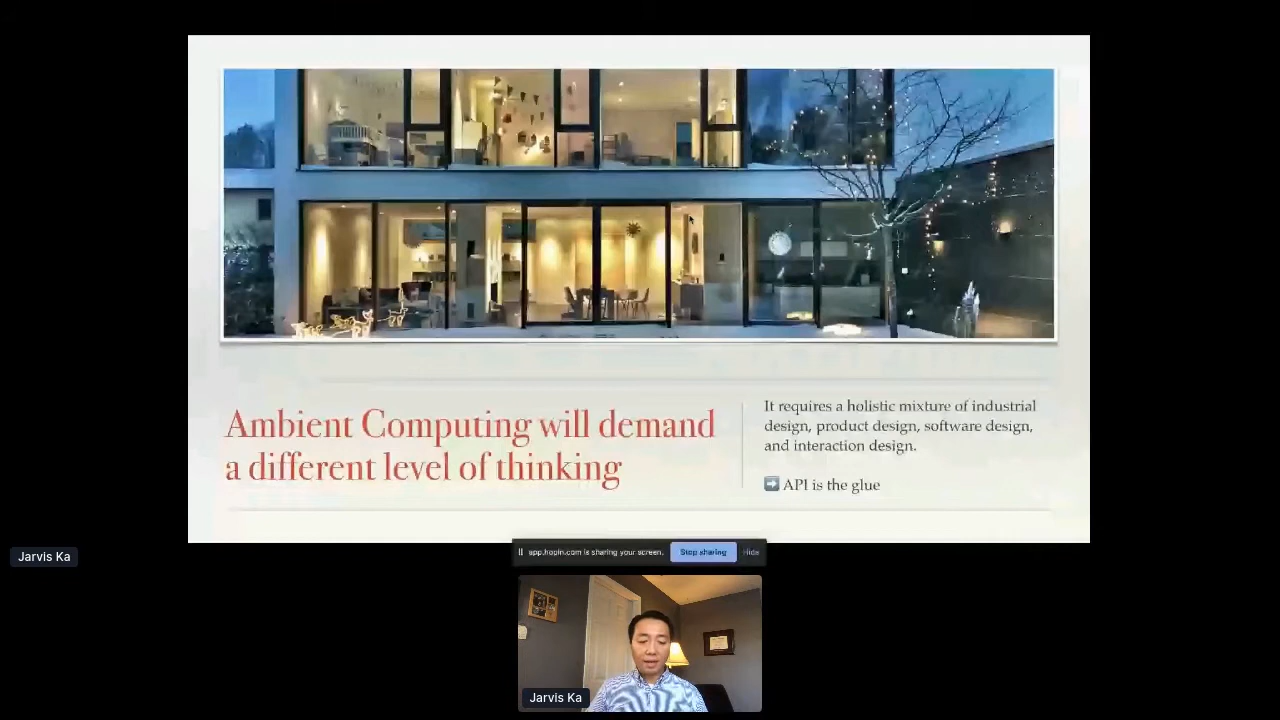 Ambient Computing will demand
a different level of thinking
It requires a holistic mixture of industrial
design, product design, software design,
and interaction design.
➡ API is the glue
Jarvis Ka
app.hopin.com is sharing your screen.
Stop sharing
Hide
Jarvis Ka